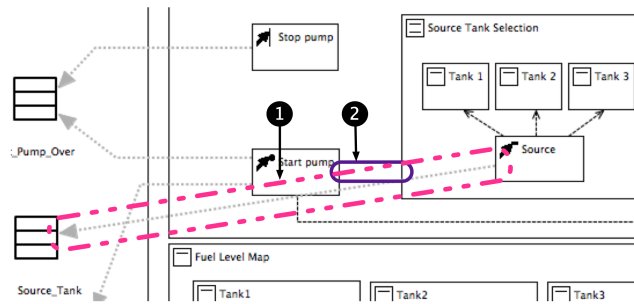 Stop pump
Source Tank Selection
Tank 1
Tank 2
Tank 3
1
2
:_Pump_Over
Start pump
Source
Source_Tank
Fuel Level Map
Tank1
Tank2
Tank3